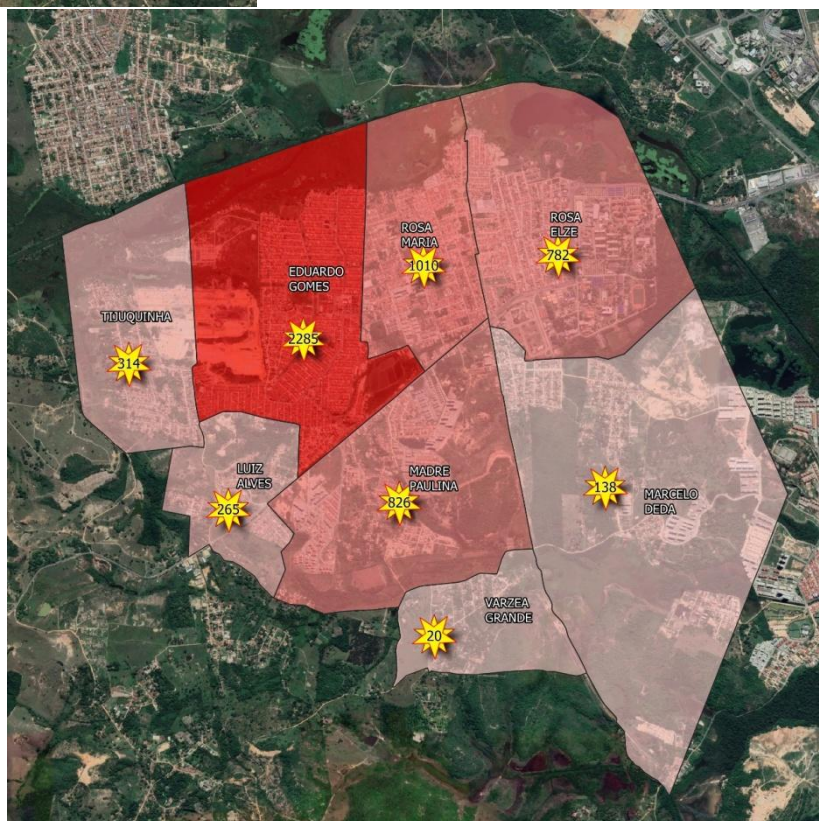 ROSA
ELZE
782
ROSA
MARIA
1010
EDUARDO
GOMES
2285
TIJUQUINHA
314
LUIZ
ALVES
265
MADRE
PAULINA
826
MARCELO
DEDA
138
VARZEA
GRANDE
20